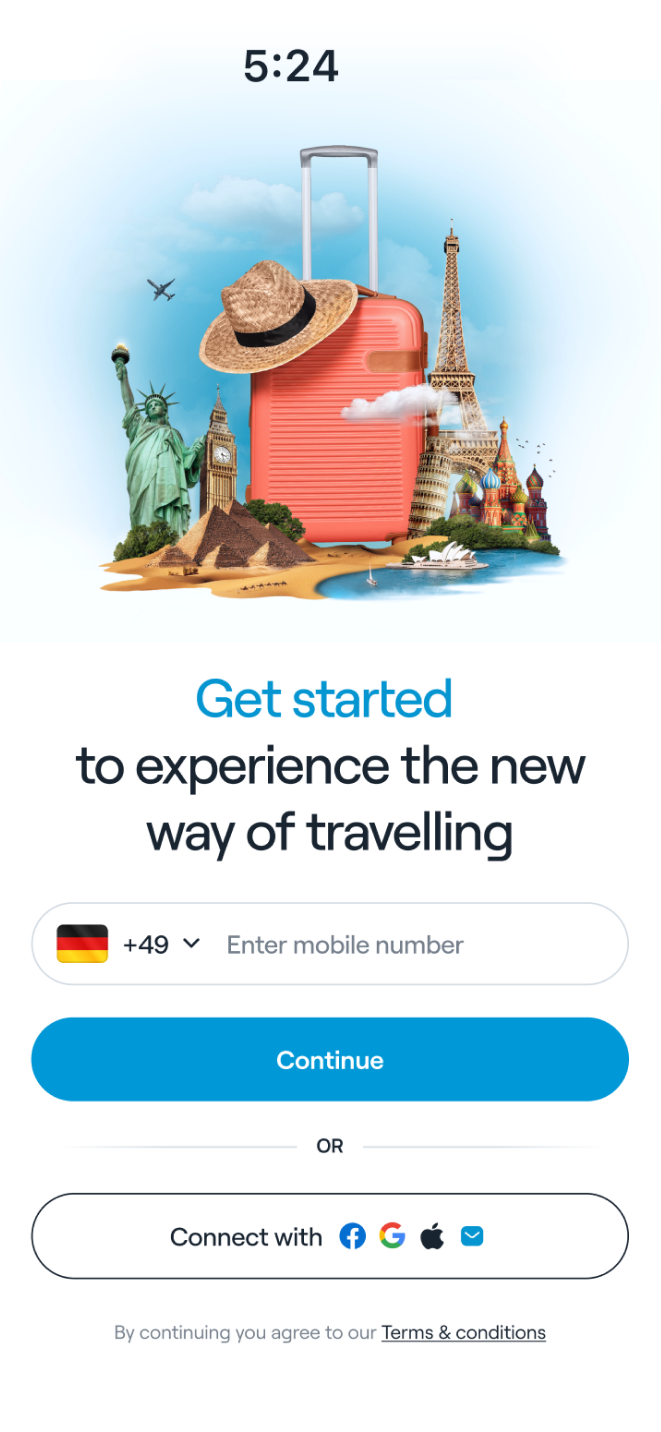 5:24
Get started
to experience the new
way of travelling
+49 Enter mobile number
Continue
OR
Connect with
By continuing you agree to our Terms & conditions